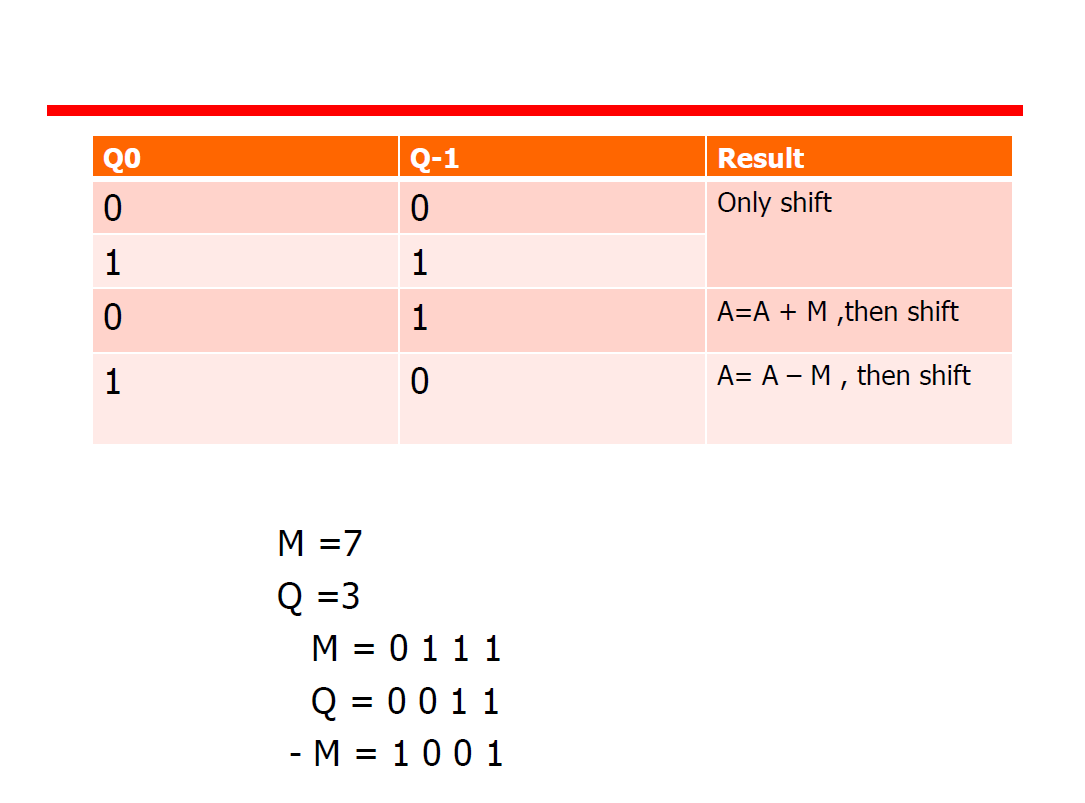 Q0 Q-1 Result
0 0 Only shift
1 1
0 1 A=A + M ,then shift
1 0 A= A – M , then shift
M =7
Q =3
M = 0 1 1 1
Q = 0 0 1 1
- M = 1 0 0 1